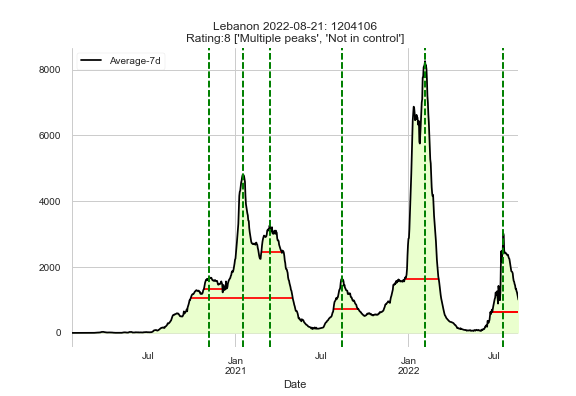 Lebanon 2022-08-21: 1204106
Rating:8 ['Multiple peaks', 'Not in control']
Average-7d
8000
6000
4000
2000
0
Jul
Jan
2021
Jul
Jan
2022
Jul
Date